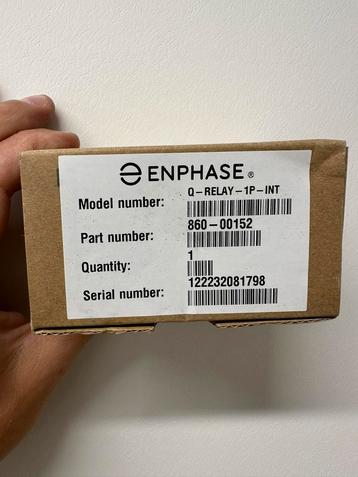 ENPHASE®
Model number: Q-RELAY-1P-INT
Part number: 860-00152
Quantity: 1
Serial number: 122232081798